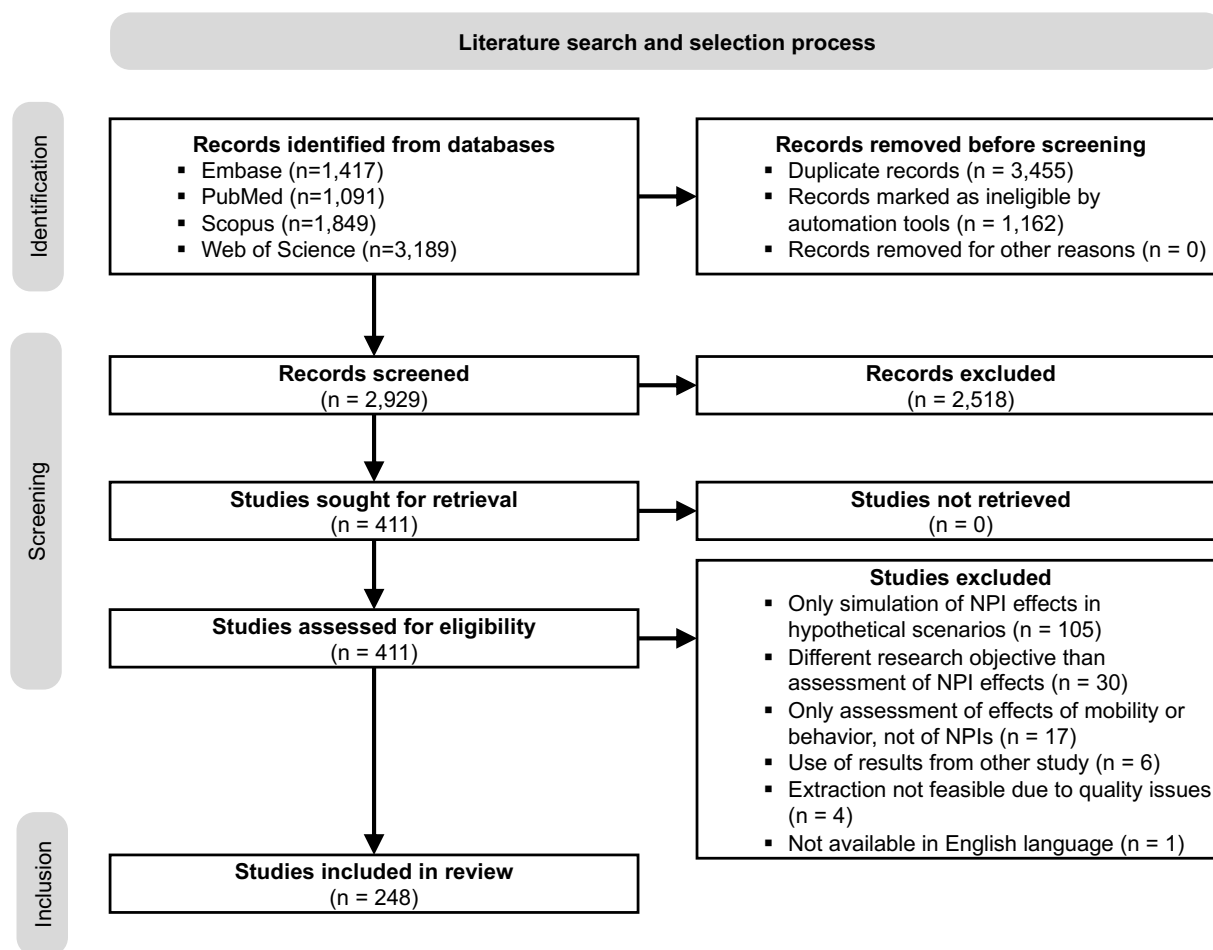 Literature search and selection process
Identification
Records identified from databases
▪ Embase (n=1,417)
▪ PubMed (n=1,091)
▪ Scopus (n=1,849)
▪ Web of Science (n=3,189)
Records removed before screening
▪ Duplicate records (n = 3,455)
▪ Records marked as ineligible by
automation tools (n = 1,162)
▪ Records removed for other reasons (n = 0)
Screening
Records screened
(n = 2,929)
Records excluded
(n = 2,518)
Studies sought for retrieval
(n = 411)
Studies not retrieved
(n = 0)
Studies assessed for eligibility
(n = 411)
Studies excluded
▪ Only simulation of NPI effects in
hypothetical scenarios (n = 105)
▪ Different research objective than
assessment of NPI effects (n = 30)
▪ Only assessment of effects of mobility or
behavior, not of NPIs (n = 17)
▪ Use of results from other study (n = 6)
▪ Extraction not feasible due to quality issues
(n = 4)
▪ Not available in English language (n = 1)
Inclusion
Studies included in review
(n = 248)